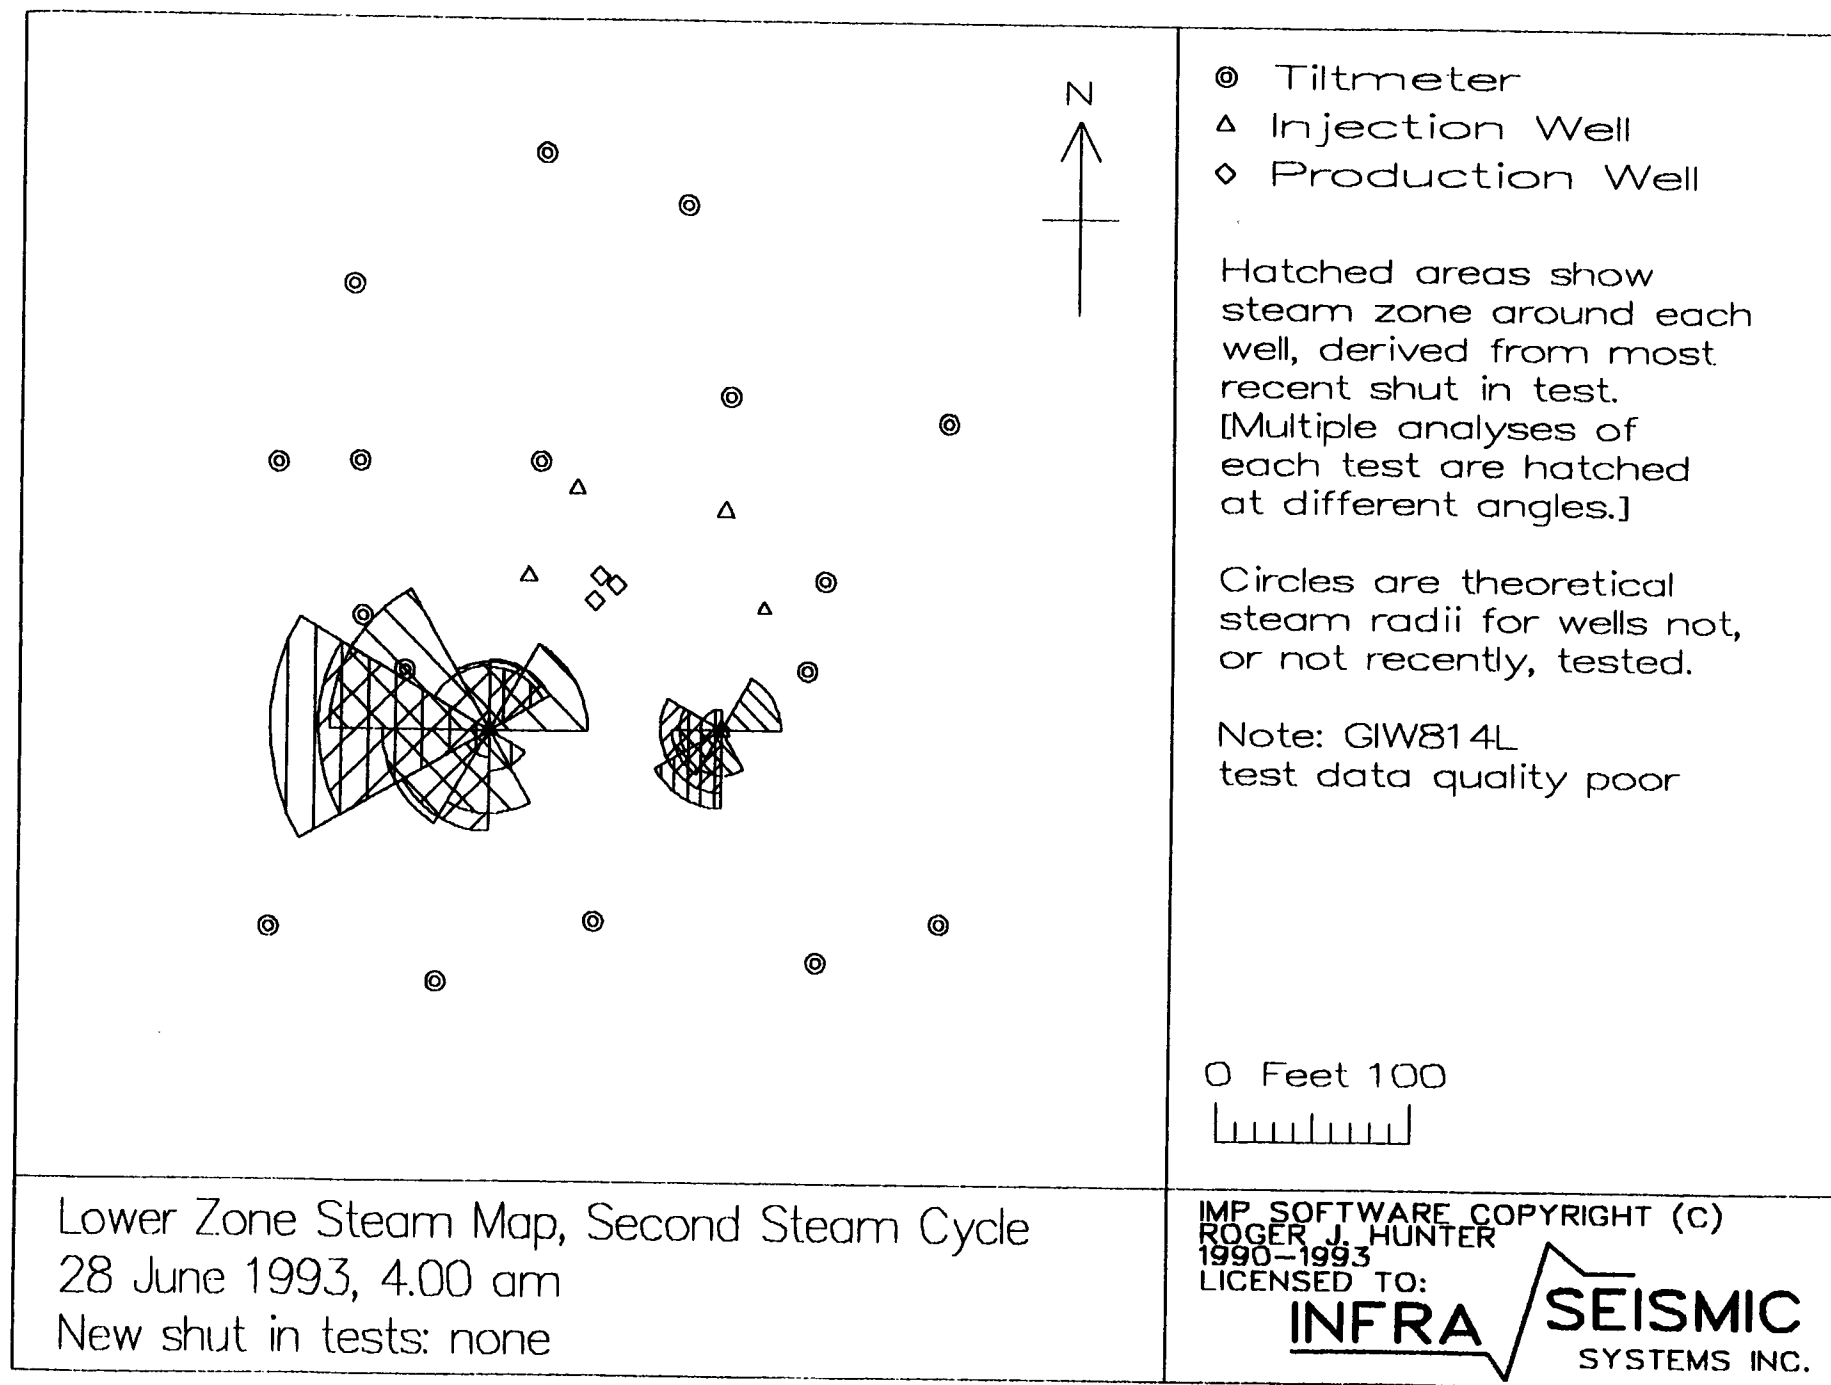 N
Tiltmeter
Injection Well
Production Well
Hatched areas show
steam zone around each
well, derived from most
recent shut in test.
[Multiple analyses of
each test are hatched
at different angles.]
Circles are theoretical
steam radii for wells not,
or not recently, tested.
Note: GIW814L
test data quality poor
0 Feet 100
Lower Zone Steam Map, Second Steam Cycle
28 June 1993, 4.00 am
New shut in tests: none
IMP SOFTWARE COPYRIGHT (C)
ROGER J. HUNTER
1990-1993
LICENSED TO:
INFRA SEISMIC
SYSTEMS INC.